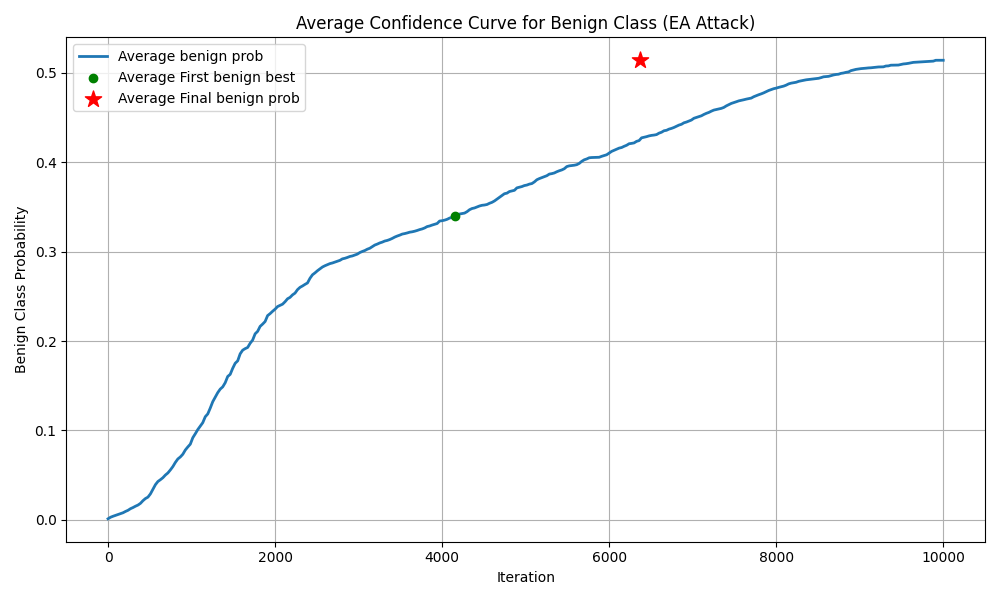 Average Confidence Curve for Benign Class (EA Attack)
Average benign prob
Average First benign best
Average Final benign prob
Benign Class Probability
0.5
0.4
0.3
0.2
0.1
0.0
0 2000 4000 6000 8000 10000
Iteration